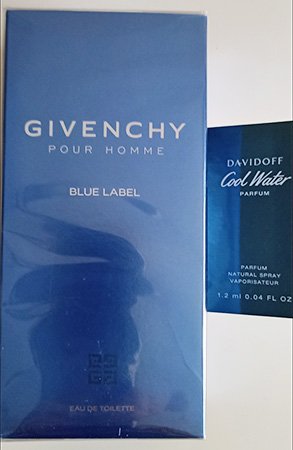 GIVENCHY
POUR HOMME
BLUE LABEL
EAU DE TOILETTE
DAVIDOFF
Cool Water
PARFUM
PARFUM
NATURAL SPRAY
VAPORISATEUR
1.2 ml 0.04 FL OZ